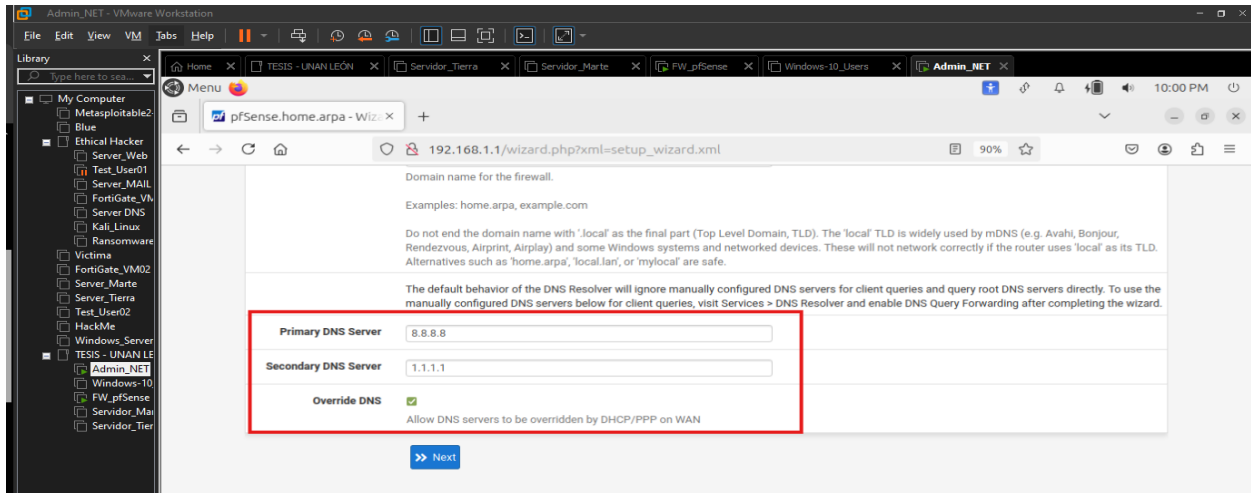 Admin_NET - VMware Workstation
File Edit View VM Tabs Help
Library
Type here to sea...
My Computer
Metasploitable2-
Blue
Ethical Hacker
Server_Web
Test_User01
Server_MAIL
FortiGate_VM
Server DNS
Kali_Linux
Ransomware
Victima
FortiGate_VM02
Server_Marte
Server_Tierra
Test_User02
HackMe
Windows_Server
TESIS - UNAN LE
Admin_NET
Windows-10_
FW_pfSense
Servidor_Mar
Servidor_Tier
Home TESIS - UNAN LEÓN Servidor_Tierra Servidor_Marte FW_pfSense Windows-10_Users Admin_NET
Menu 10:00 PM
pfSense.home.arpa - Wiz
192.168.1.1/wizard.php?xml=setup_wizard.xml 90%
Domain name for the firewall.
Examples: home.arpa, example.com
Do not end the domain name with '.local' as the final part (Top Level Domain, TLD). The 'local' TLD is widely used by mDNS (e.g. Avahi, Bonjour,
Rendezvous, Airprint, Airplay) and some Windows systems and networked devices. These will not network correctly if the router uses 'local' as its TLD.
Alternatives such as 'home.arpa', 'local.lan', or 'mylocal' are safe.
The default behavior of the DNS Resolver will ignore manually configured DNS servers for client queries and query root DNS servers directly. To use the
manually configured DNS servers below for client queries, visit Services > DNS Resolver and enable DNS Query Forwarding after completing the wizard.
Primary DNS Server 8.8.8.8
Secondary DNS Server 1.1.1.1
Override DNS
Allow DNS servers to be overridden by DHCP/PPP on WAN
Next